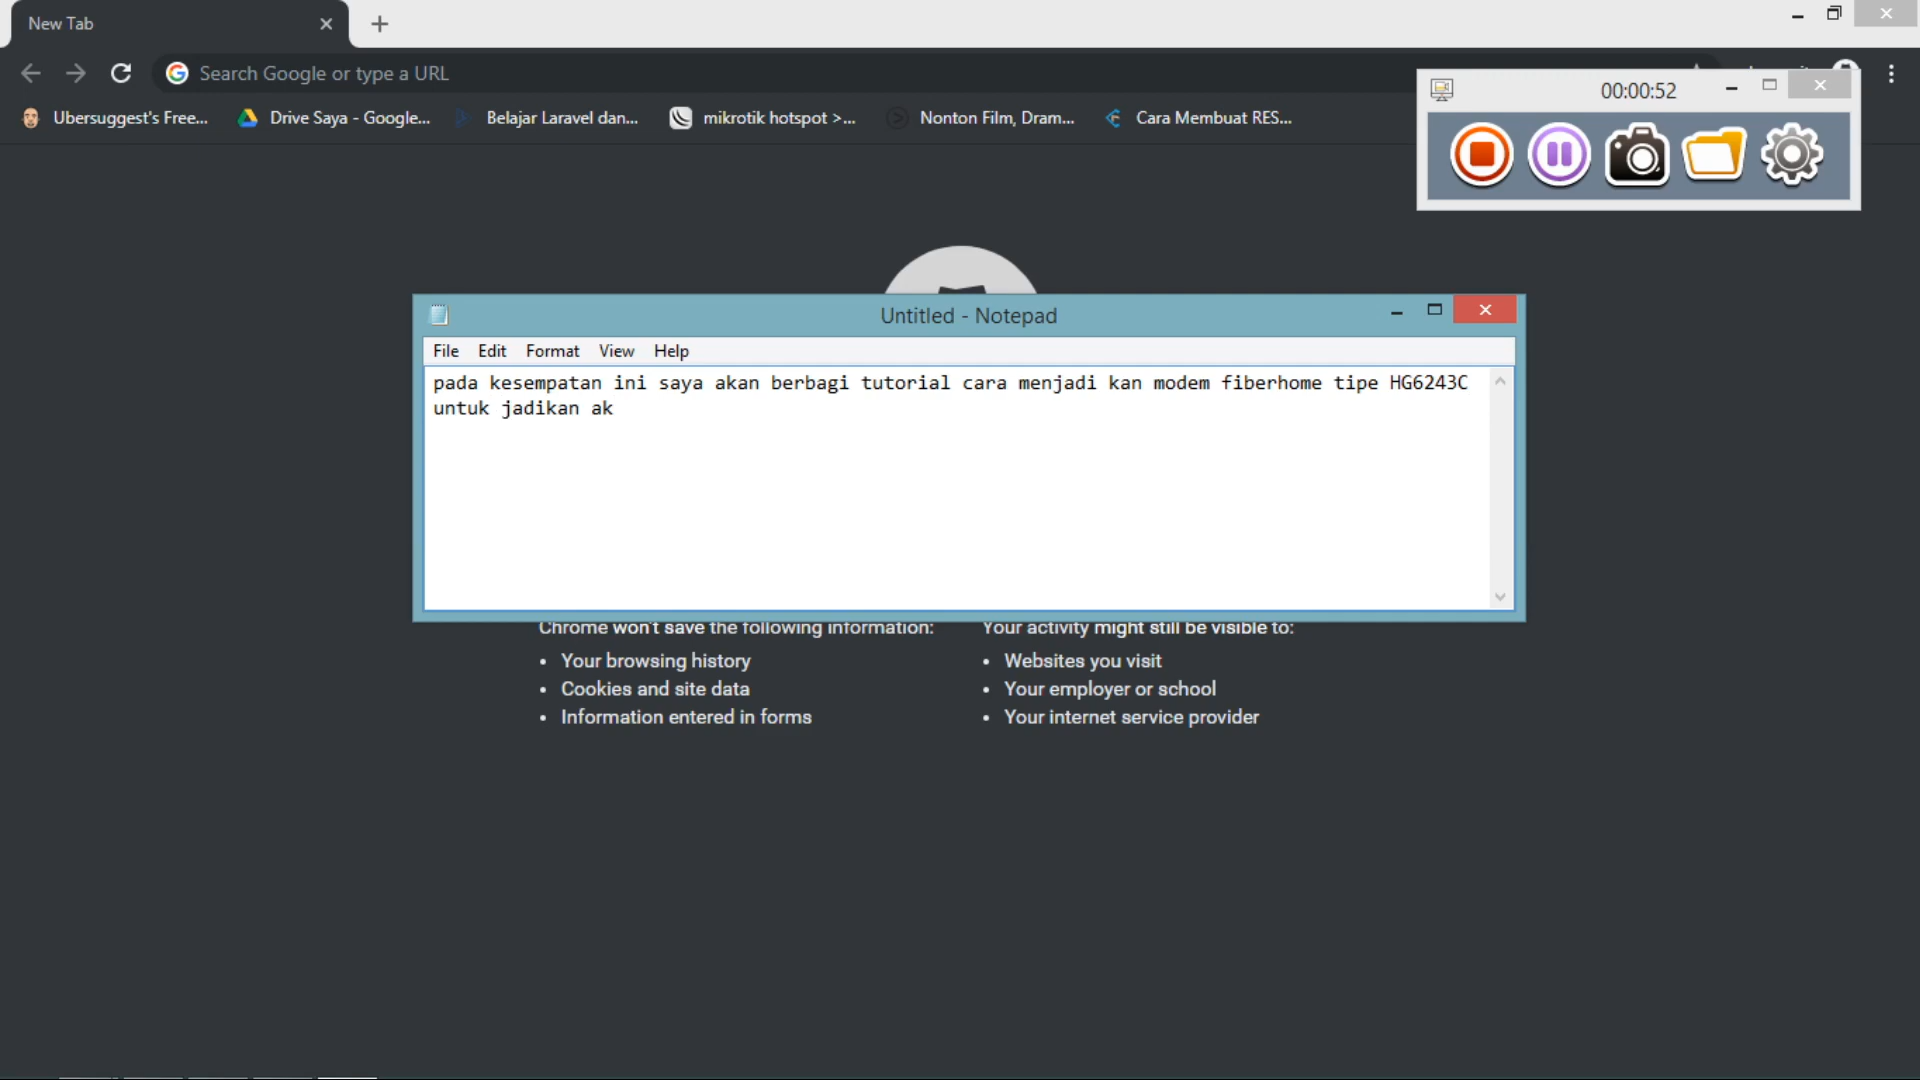 New Tab
Search Google or type a URL
Ubersuggest's Free... Drive Saya - Google... Belajar Laravel dan... mikrotik hotspot >... Nonton Film, Dram... Cara Membuat RES...
00:00:52
Untitled - Notepad
File Edit Format View Help
pada kesempatan ini saya akan berbagi tutorial cara menjadi kan modem fiberhome tipe HG6243C
untuk jadikan ak
Chrome won't save the following information:
Your browsing history
Cookies and site data
Information entered in forms
Your activity might still be visible to:
Websites you visit
Your employer or school
Your internet service provider